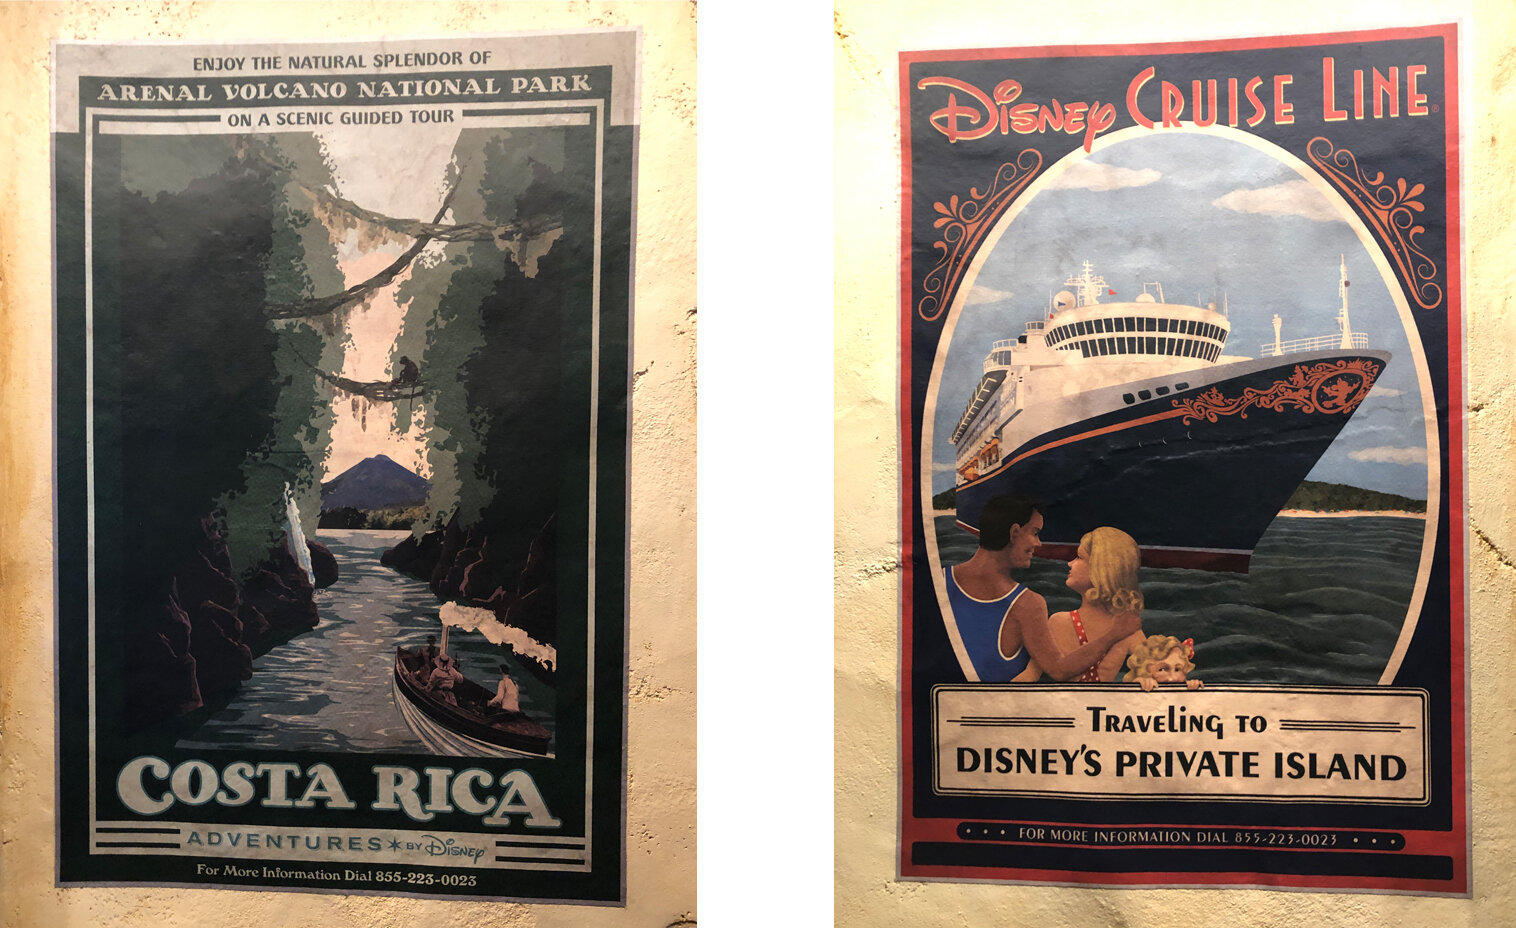 ENJOY THE NATURAL SPLENDOR OF
ARENAL VOLCANO NATIONAL PARK
ON A SCENIC GUIDED TOUR
COSTA RICA
ADVENTURES BY DISNEY
For More Information Dial 855-223-0023
DISNEY CRUISE LINE®
TRAVELING TO
DISNEY'S PRIVATE ISLAND
FOR MORE INFORMATION DIAL 855-223-0023